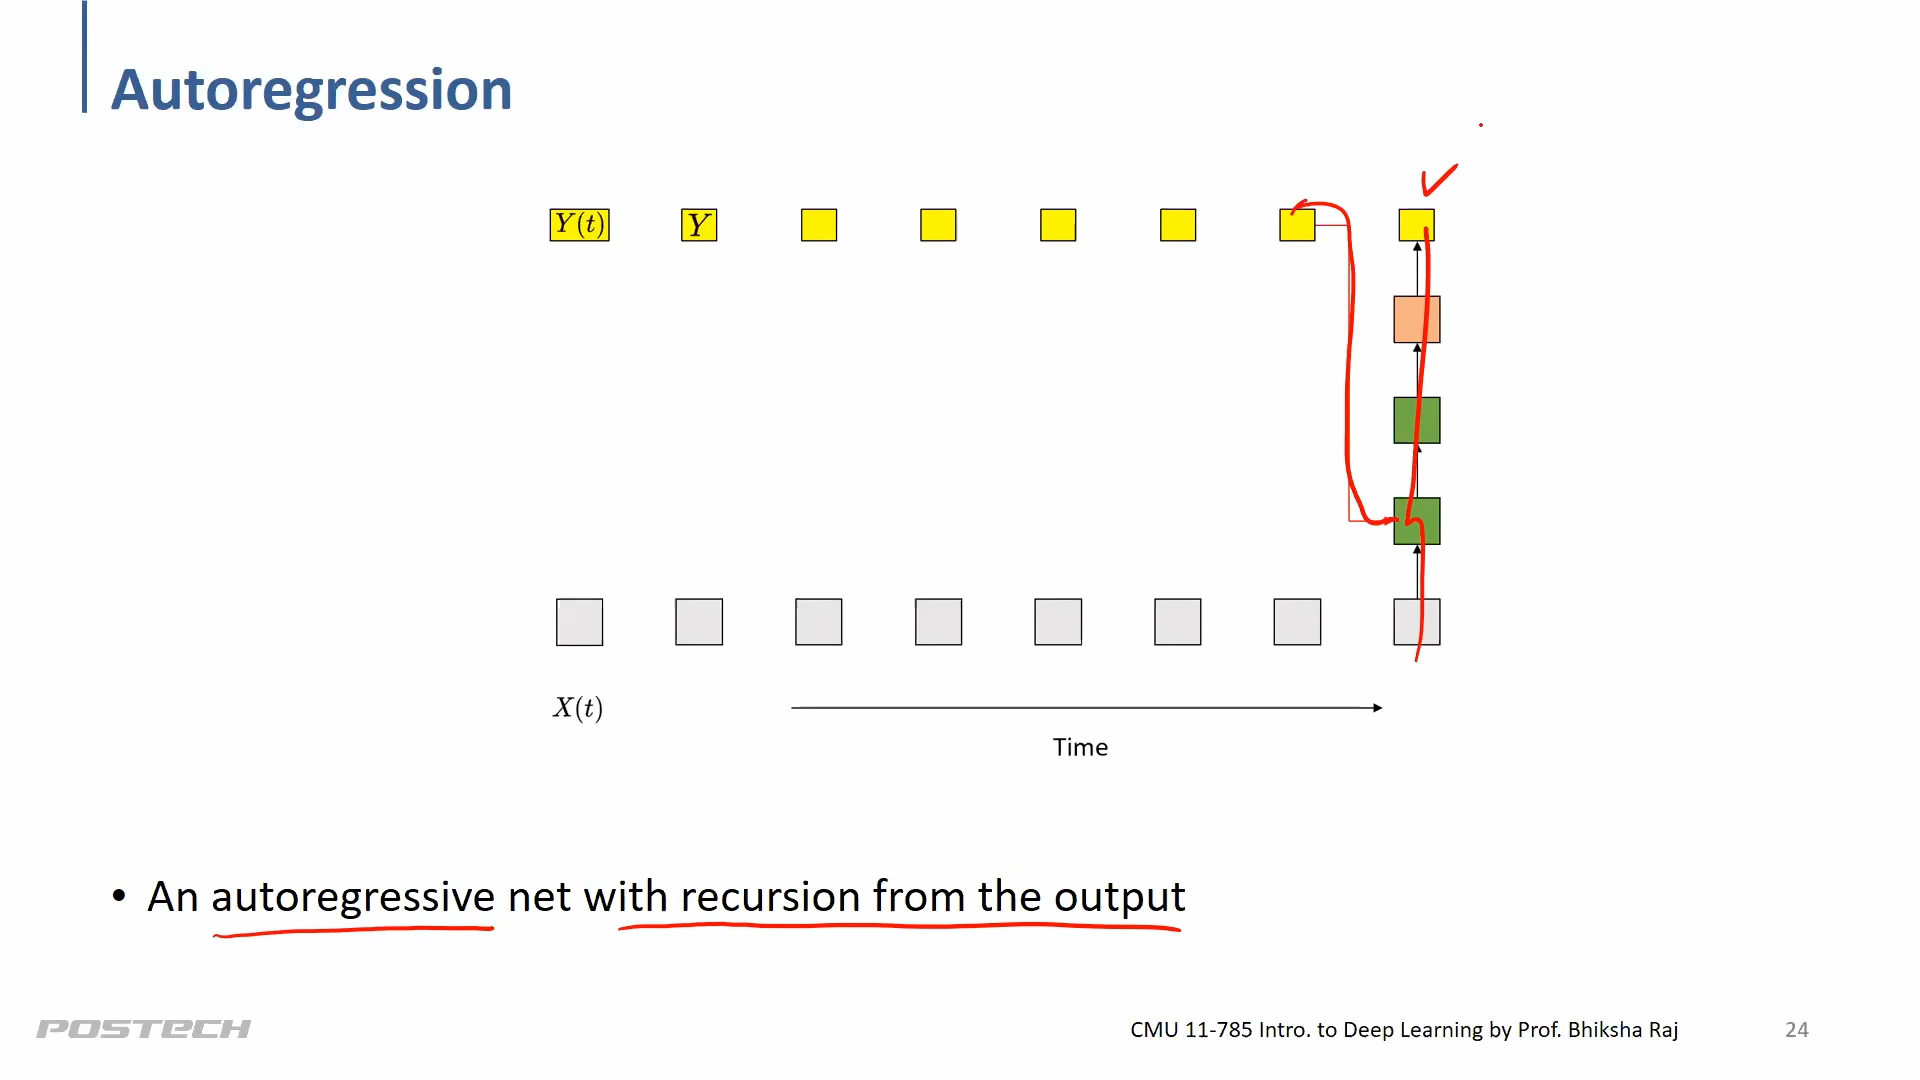 Autoregression
Y(t) Y
X(t)
Time
• An autoregressive net with recursion from the output
POSTECH
CMU 11-785 Intro. to Deep Learning by Prof. Bhiksha Raj
24